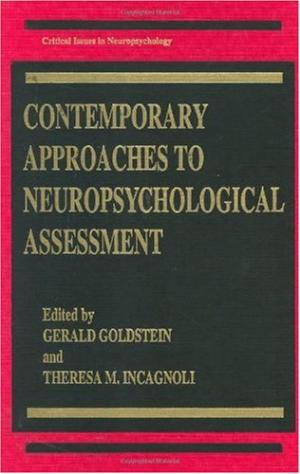 Critical Issues in Neuropsychology
CONTEMPORARY
APPROACHES TO
NEUROPSYCHOLOGICAL
ASSESSMENT
Edited by
GERALD GOLDSTEIN
and
THERESA M. INCAGNOLI